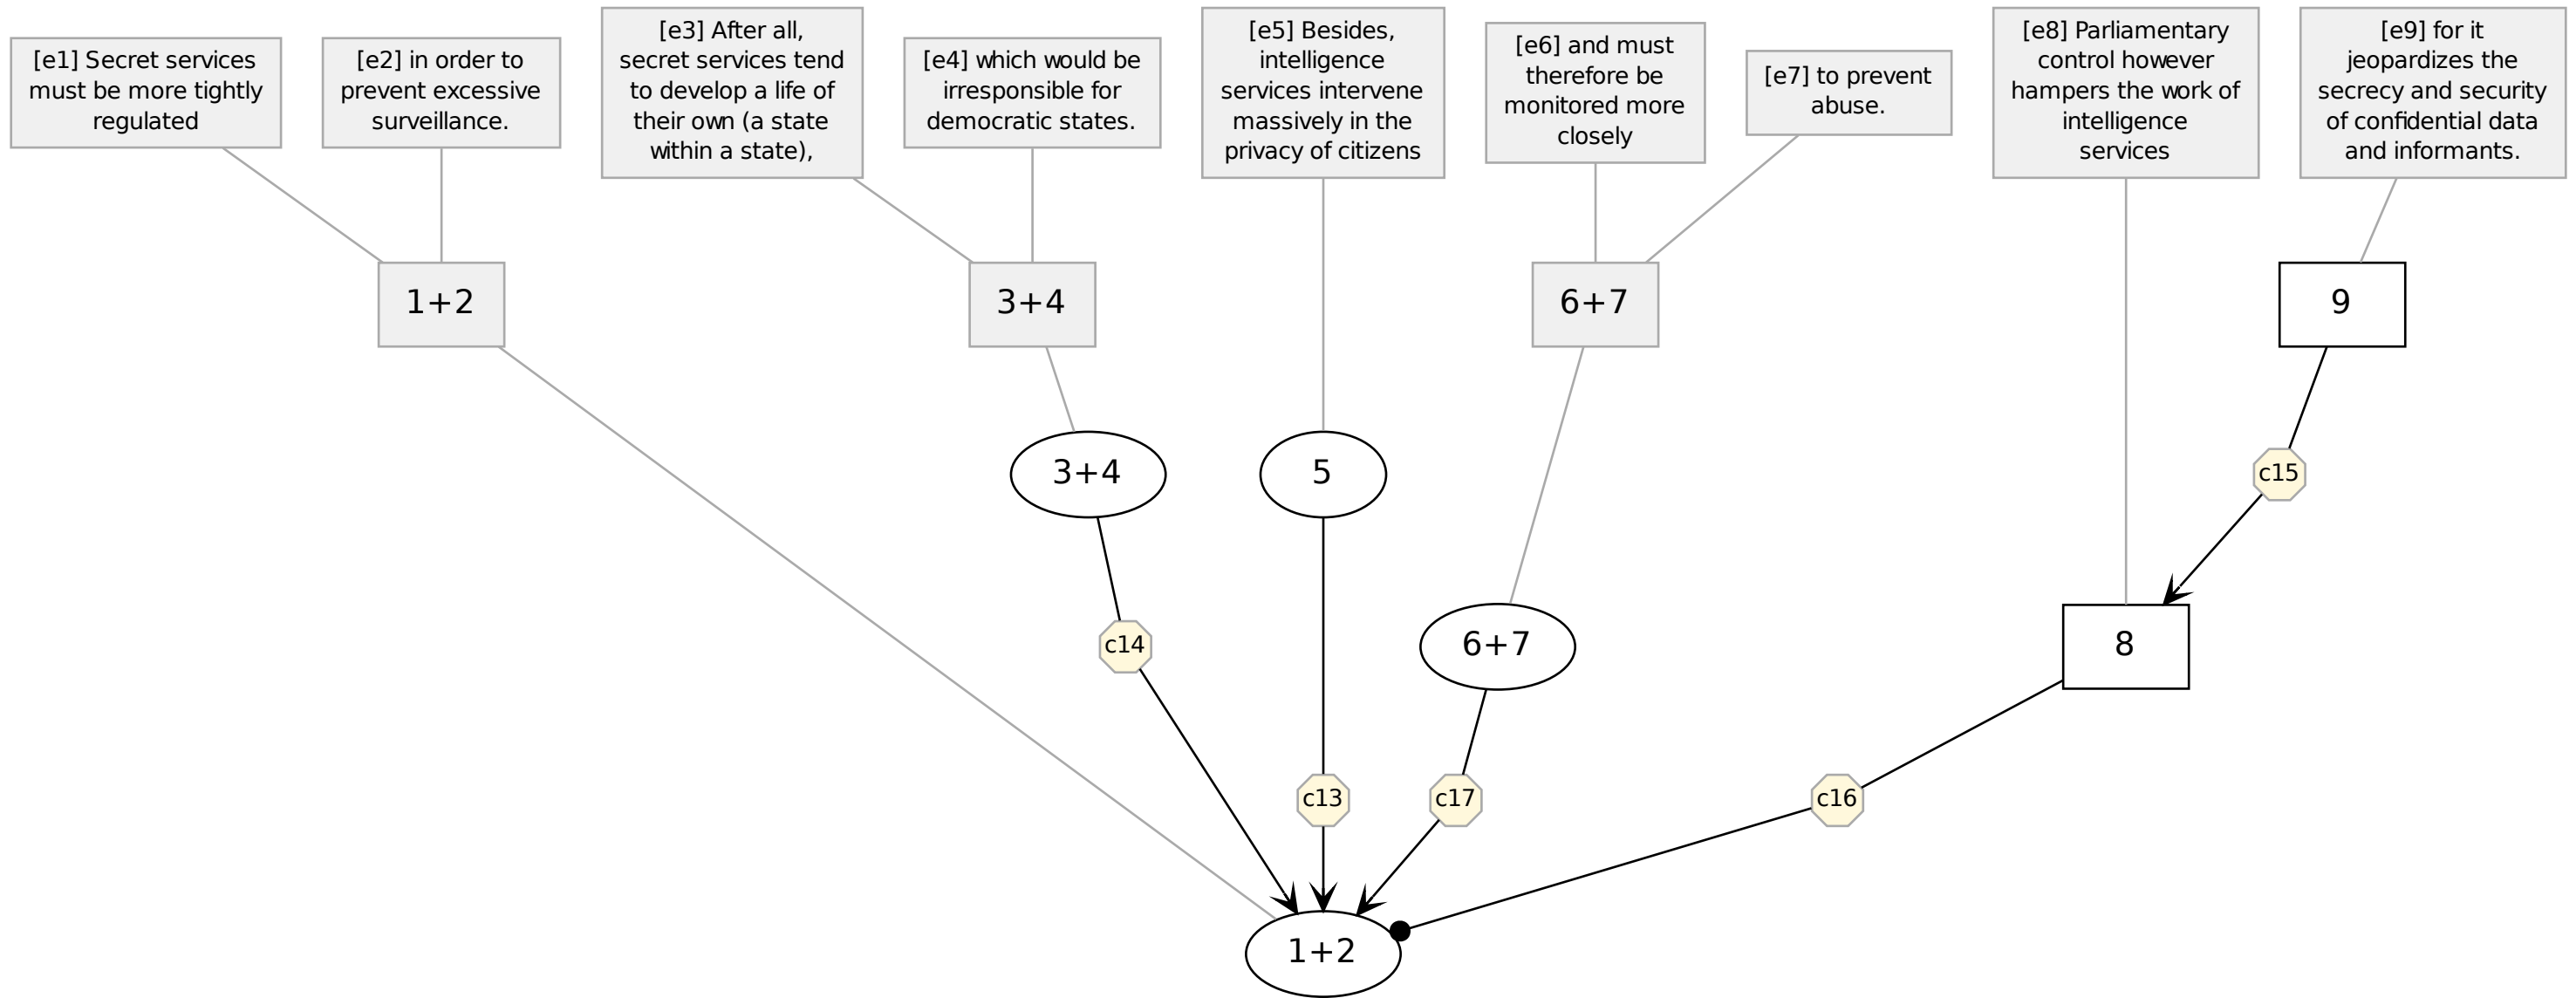 [e1] Secret services
must be more tightly
regulated
[e2] in order to
prevent excessive
surveillance.
[e3] After all,
secret services tend
to develop a life of
their own (a state
within a state),
[e4] which would be
irresponsible for
democratic states.
[e5] Besides,
intelligence
services intervene
massively in the
privacy of citizens
[e6] and must
therefore be
monitored more
closely
[e7] to prevent
abuse.
[e8] Parliamentary
control however
hampers the work of
intelligence
services
[e9] for it
jeopardizes the
secrecy and security
of confidential data
and informants.
1+2
3+4
6+7
9
3+4
5
c15
c14
6+7
8
c13
c17
c16
1+2